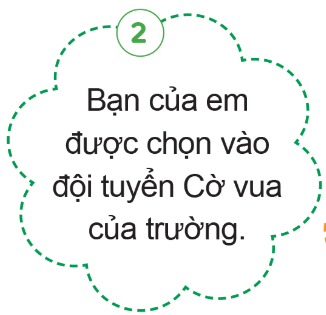 2
Bạn của em
được chọn vào
đội tuyển Cờ vua
của trường.